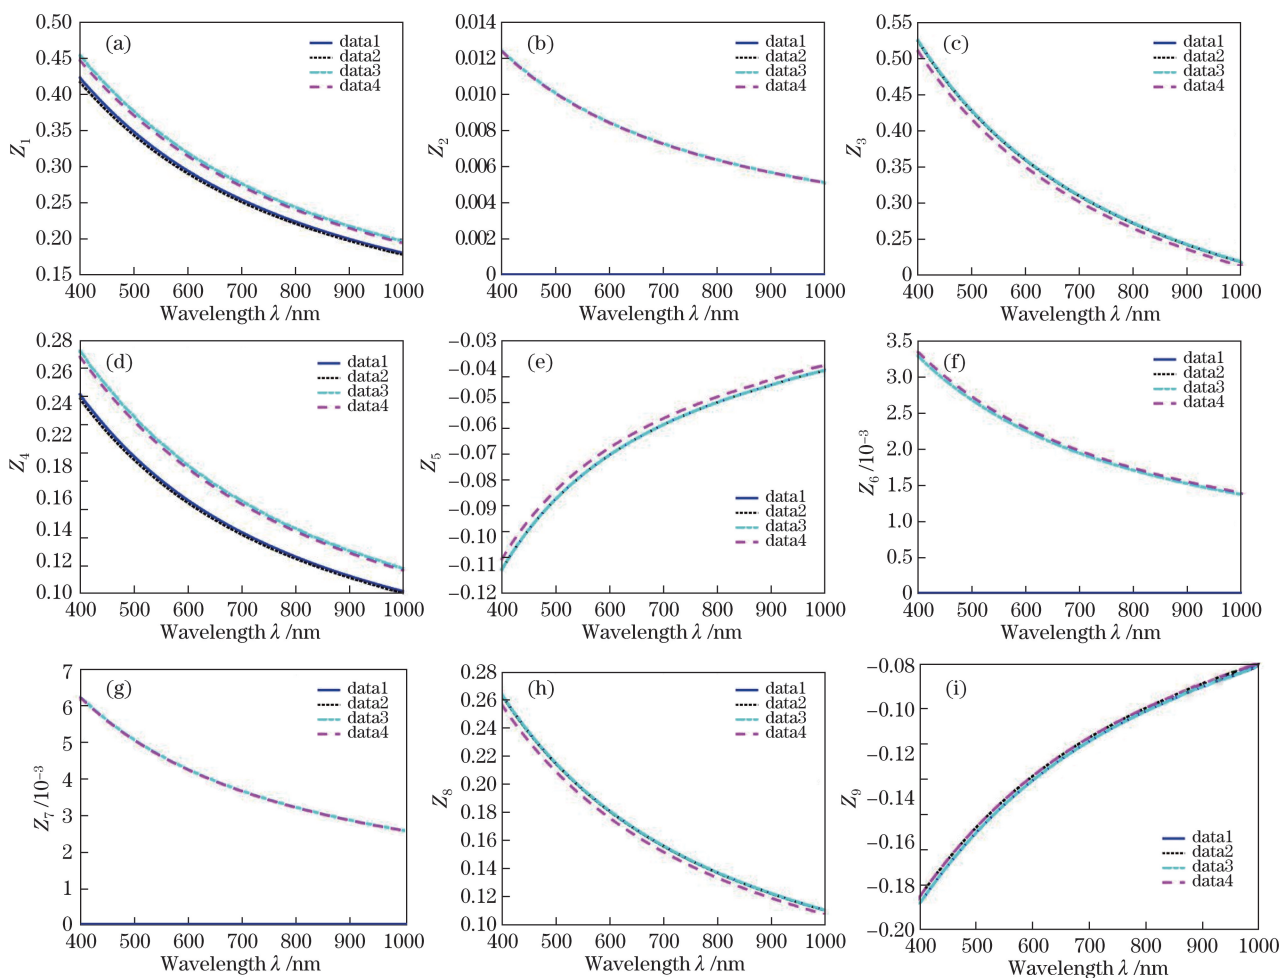 (a)
0.50
0.45
0.40
0.35
0.30
0.25
0.20
0.15
Z₁
data1
data2
data3
data4
400 500 600 700 800 900 1000
Wavelength λ /nm
(b)
0.014
0.012
0.010
0.008
0.006
0.004
0.002
0
Z₂
data1
data2
data3
data4
400 500 600 700 800 900 1000
Wavelength λ /nm
(c)
0.55
0.50
0.45
0.40
0.35
0.30
0.25
0
Z₃
data1
data2
data3
data4
400 500 600 700 800 900 1000
Wavelength λ /nm
(d)
0.28
0.26
0.24
0.22
0.18
0.16
0.14
0.12
0.10
Z₄
data1
data2
data3
data4
400 500 600 700 800 900 1000
Wavelength λ /nm
(e)
−0.03
−0.04
−0.05
−0.06
−0.07
−0.08
−0.09
−0.10
−0.11
−0.12
Z₅
data1
data2
data3
data4
400 500 600 700 800 900 1000
Wavelength λ /nm
(f)
3.5
3.0
2.5
2.0
1.5
1.0
0.5
0
Z₆ /10⁻³
data1
data2
data3
data4
400 500 600 700 800 900 1000
Wavelength λ /nm
(g)
7
6
5
4
3
2
1
0
Z₇ /10⁻³
data1
data2
data3
data4
400 500 600 700 800 900 1000
Wavelength λ /nm
(h)
0.28
0.26
0.24
0.22
0.20
0.18
0.16
0.14
0.12
0.10
Z₈
data1
data2
data3
data4
400 500 600 700 800 900 1000
Wavelength λ /nm
(i)
−0.08
−0.10
−0.12
−0.14
−0.16
−0.18
−0.20
Z₉
data1
data2
data3
data4
400 500 600 700 800 900 1000
Wavelength λ /nm